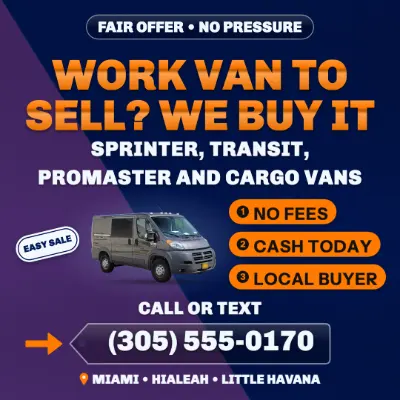 FAIR OFFER • NO PRESSURE
WORK VAN TO
SELL? WE BUY IT
SPRINTER, TRANSIT,
PROMASTER AND CARGO VANS
EASY SALE
1 NO FEES
2 CASH TODAY
3 LOCAL BUYER
CALL OR TEXT
(305) 555-0170
MIAMI • HIALEAH • LITTLE HAVANA